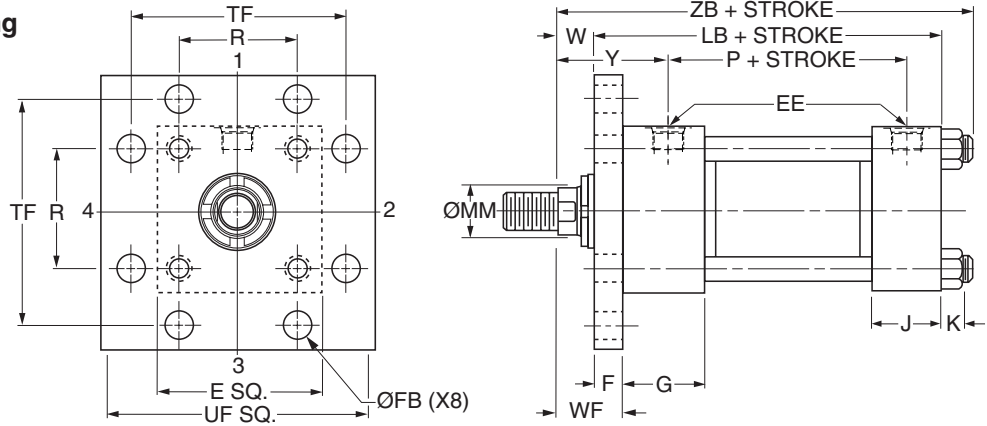 ng
TF
R
1
TF
R
4
2
3
E SQ.
UF SQ.
ØFB (X8)
ZB + STROKE
W
LB + STROKE
Y
P + STROKE
EE
ØMM
F
G
J
K
WF